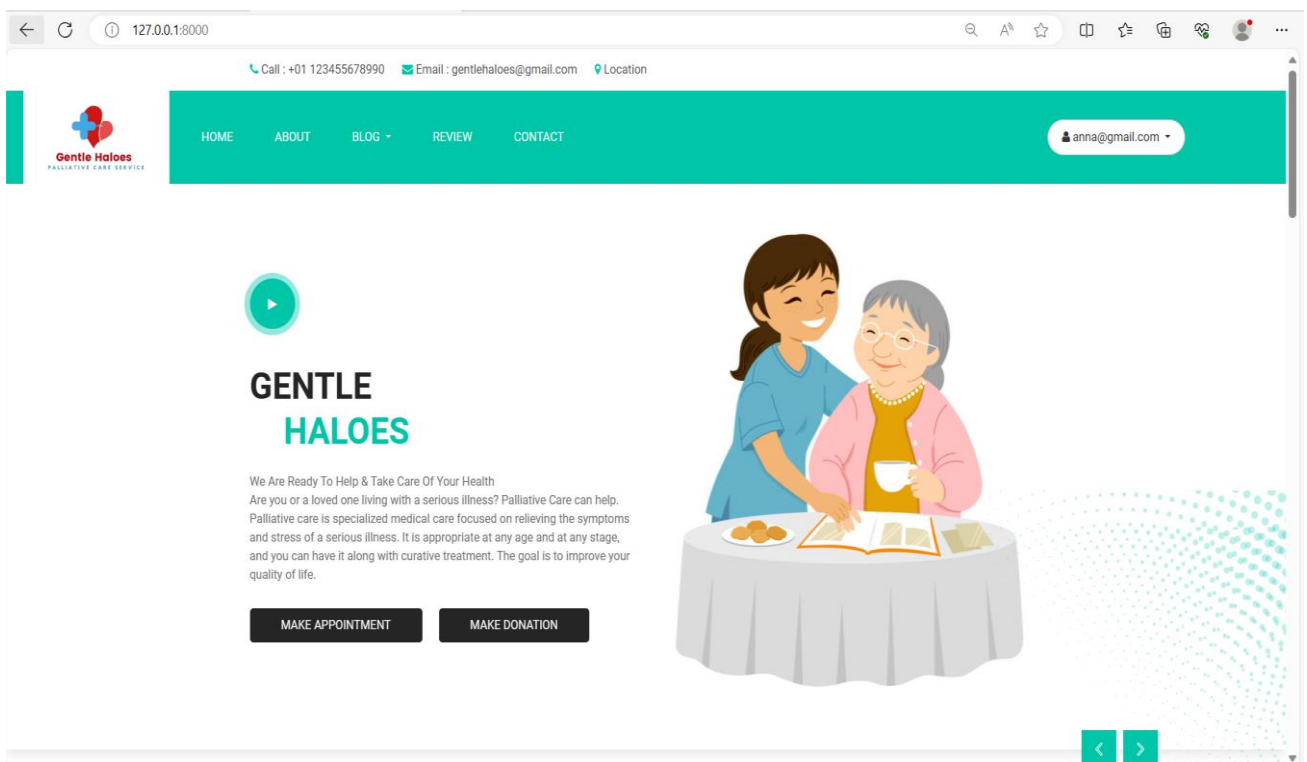 127.0.0.1:8000
Call : +01 123455678990 Email : gentlehaloes@gmail.com Location
Gentle Haloes
PALLIATIVE CARE SERVICE
HOME ABOUT BLOG REVIEW CONTACT
anna@gmail.com
GENTLE
HALOES
We Are Ready To Help & Take Care Of Your Health
Are you or a loved one living with a serious illness? Palliative Care can help.
Palliative care is specialized medical care focused on relieving the symptoms
and stress of a serious illness. It is appropriate at any age and at any stage,
and you can have it along with curative treatment. The goal is to improve your
quality of life.
MAKE APPOINTMENT MAKE DONATION